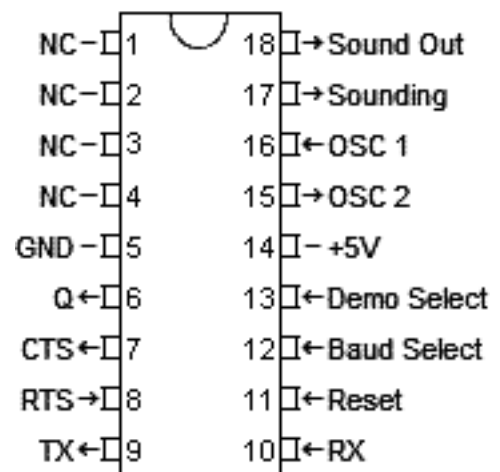 NC 1 18 Sound Out
NC 2 17 Sounding
NC 3 16 OSC 1
NC 4 15 OSC 2
GND 5 14 +5V
Q 6 13 Demo Select
CTS 7 12 Baud Select
RTS 8 11 Reset
TX 9 10 RX